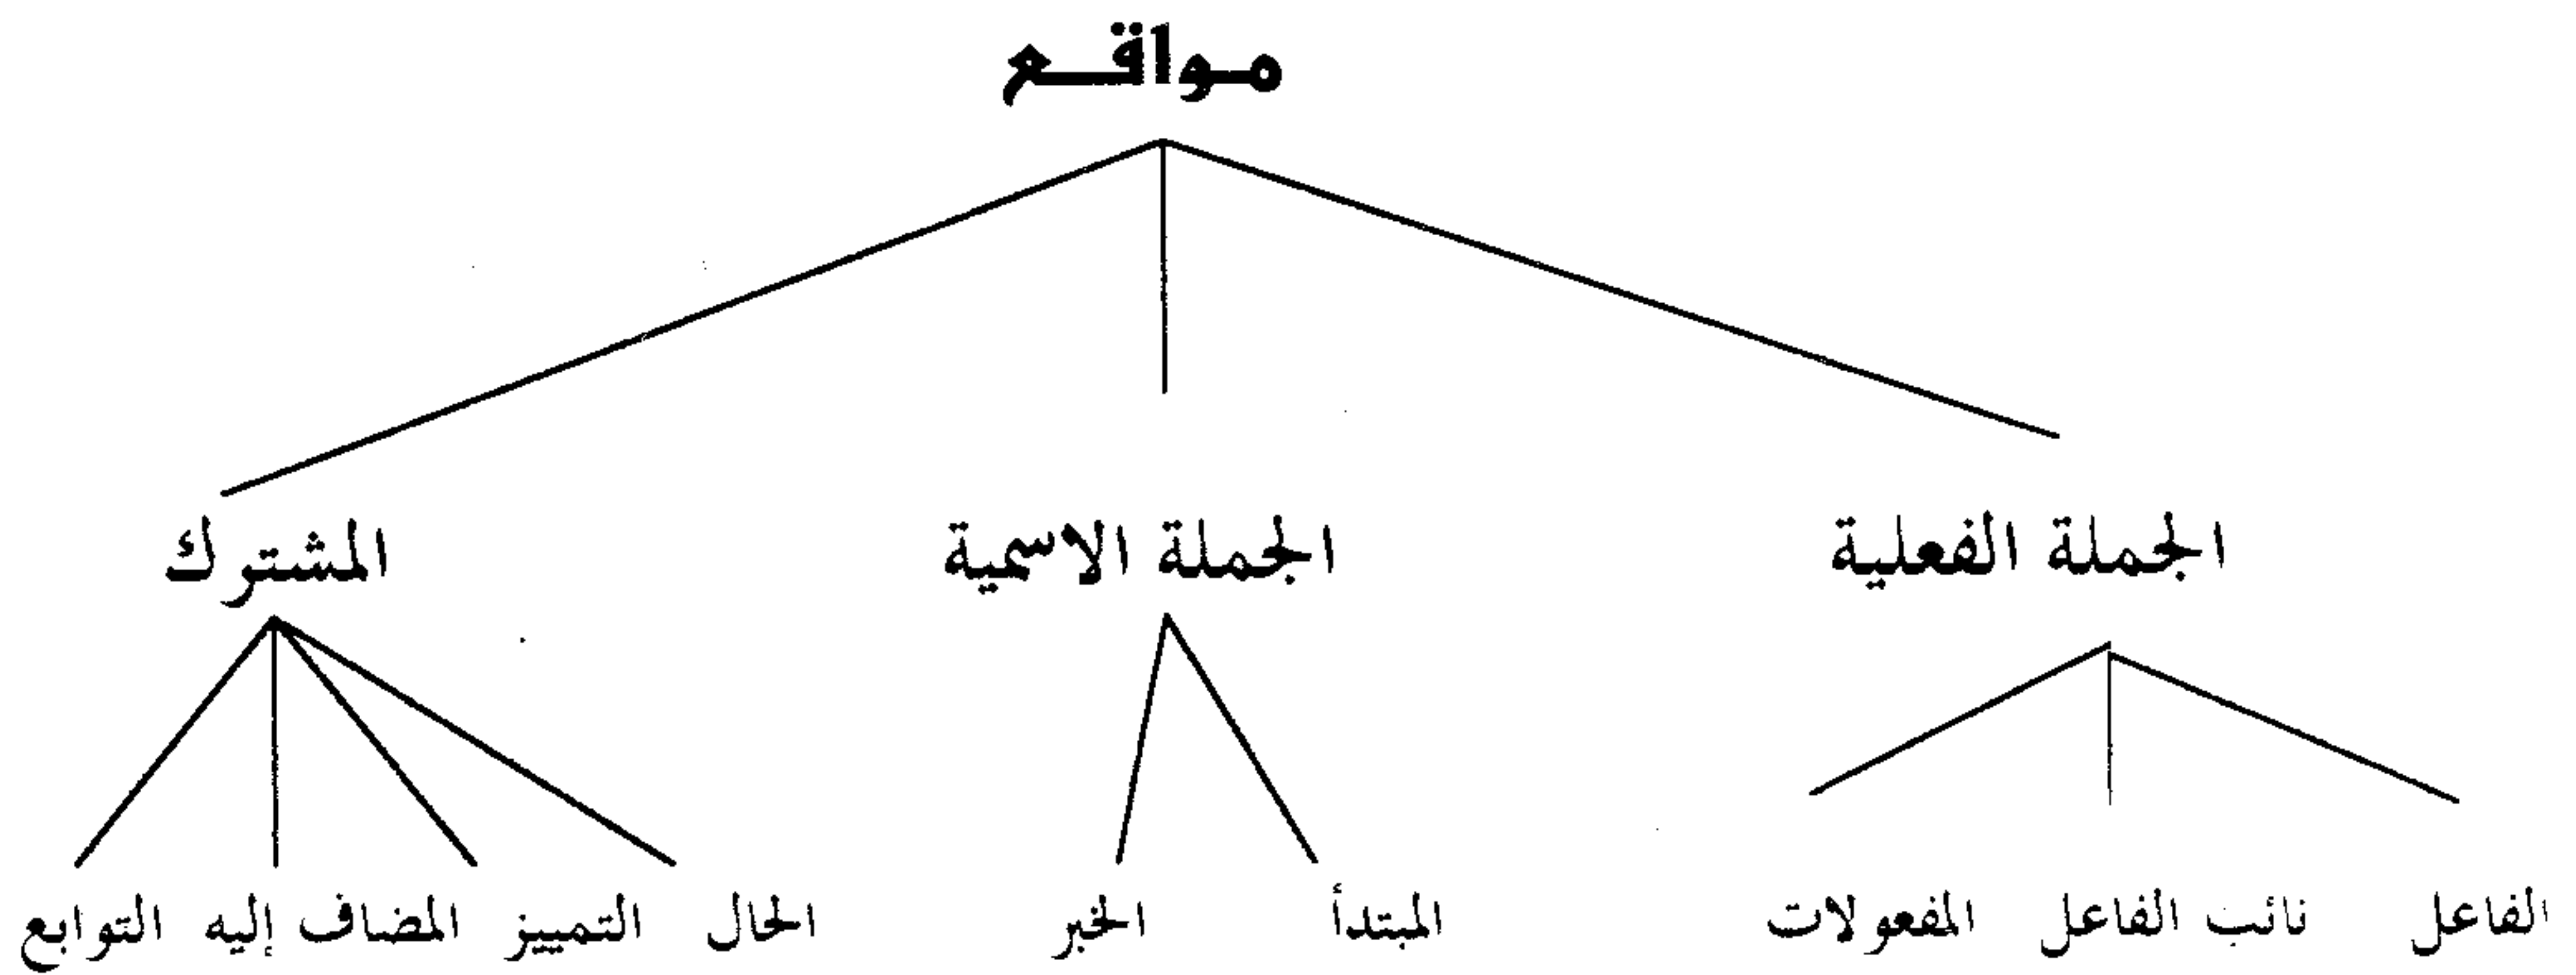 مواقع
الجملة الفعلية الجملة الاسمية المشترك
الفاعل نائب الفاعل المفعولات المبتدأ الخبر الحال التمييز المضاف إليه التوابع